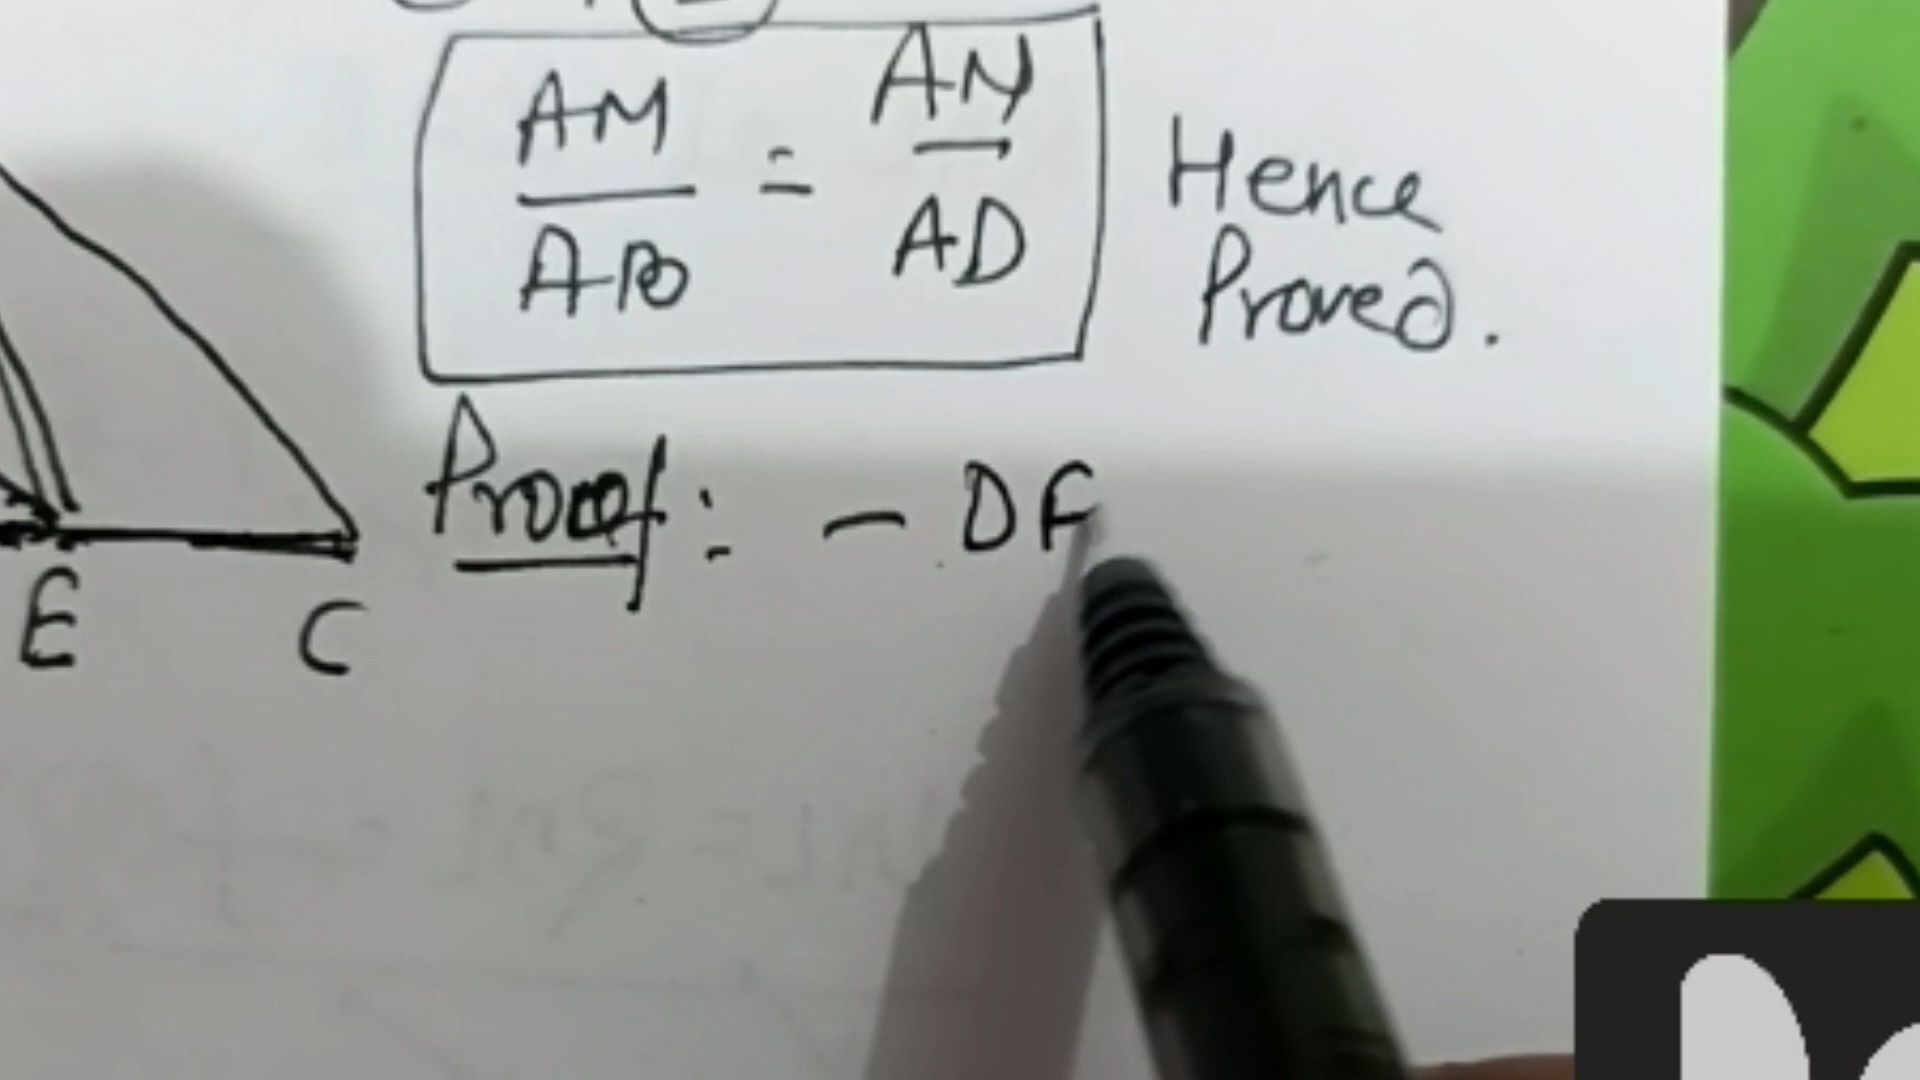 AM/AB = AN/AD
Hence
Proved.
Proof :- DF
E C